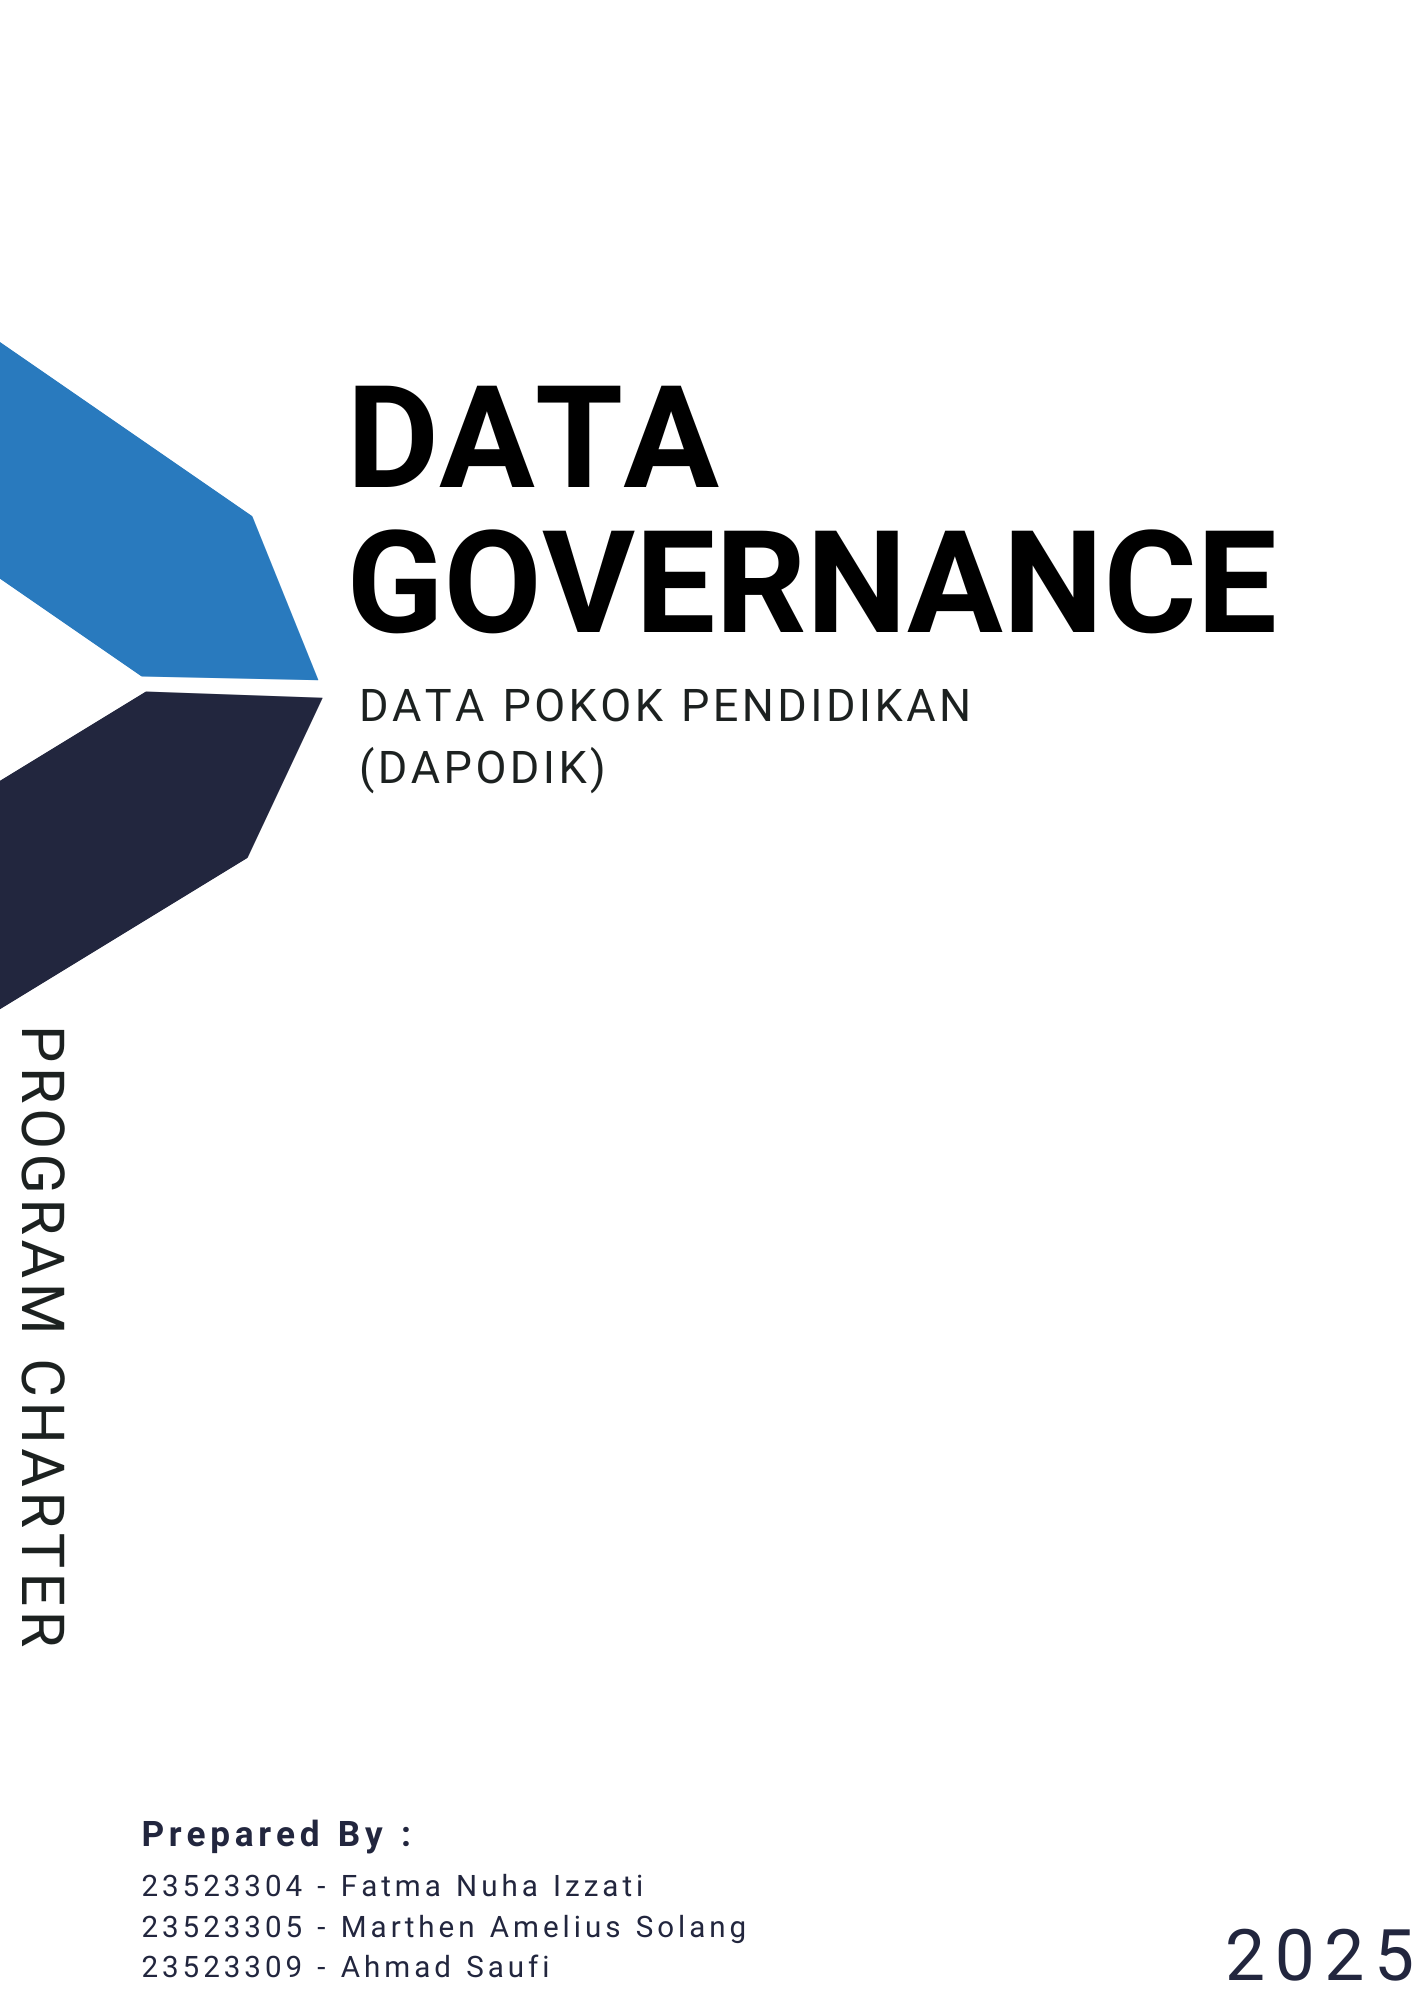 DATA
GOVERNANCE
DATA POKOK PENDIDIKAN
(DAPODIK)
PROGRAM CHARTER
Prepared By :
23523304 - Fatma Nuha Izzati
23523305 - Marthen Amelius Solang
23523309 - Ahmad Saufi
2025